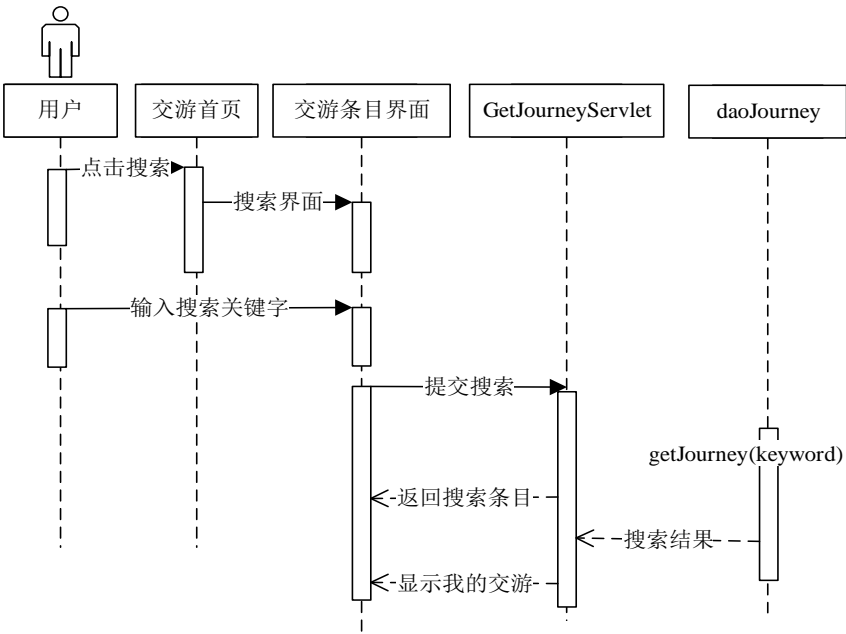 用户
交游首页
交游条目界面
GetJourneyServlet
daoJourney
点击搜索
搜索界面
输入搜索关键字
提交搜索
getJourney(keyword)
返回搜索条目
搜索结果
显示我的交游